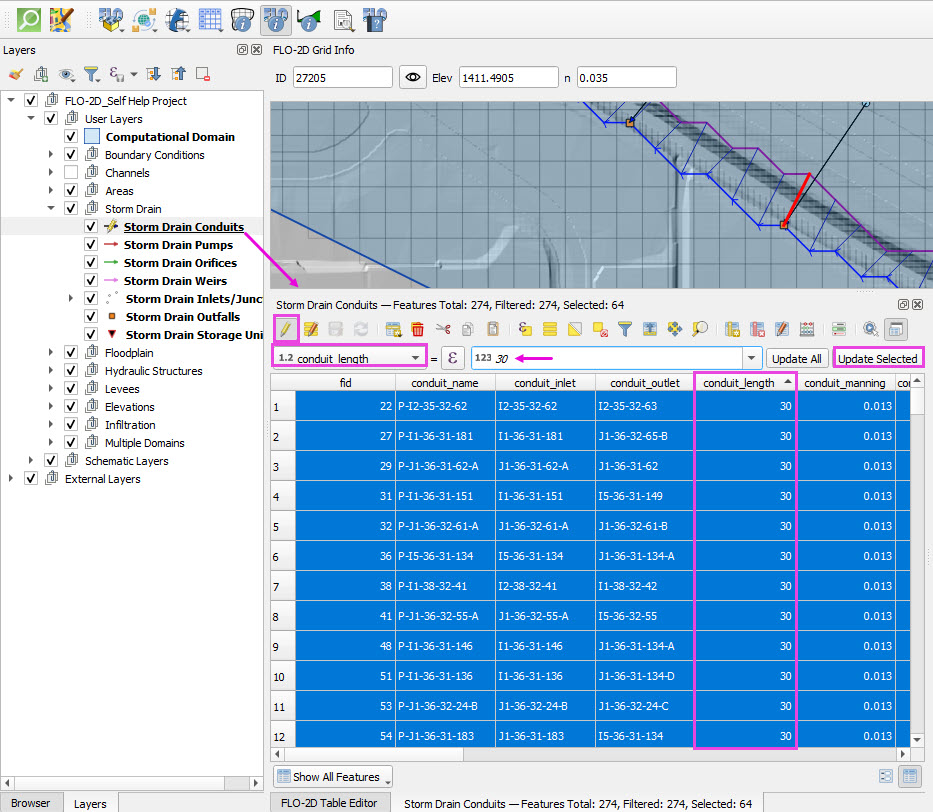 Layers
FLO-2D Grid Info
ID 27205 Elev 1411.4905 n 0.035
FLO-2D_Self Help Project
User Layers
Computational Domain
Boundary Conditions
Channels
Areas
Storm Drain
Storm Drain Conduits
Storm Drain Pumps
Storm Drain Orifices
Storm Drain Weirs
Storm Drain Inlets/Junc
Storm Drain Outfalls
Storm Drain Storage Uni
Floodplain
Hydraulic Structures
Levees
Elevations
Infiltration
Multiple Domains
Schematic Layers
External Layers
Browser Layers
Storm Drain Conduits — Features Total: 274, Filtered: 274, Selected: 64
1.2 conduit_length = ε 123 30 Update All Update Selected
fid conduit_name conduit_inlet conduit_outlet conduit_length conduit_manning co
1 22 P-I2-35-32-62 I2-35-32-62 I2-35-32-63 30 0.013
2 27 P-I1-36-31-181 I1-36-31-181 J1-36-32-65-B 30 0.013
3 29 P-J1-36-31-62-A J1-36-31-62-A J1-36-31-62 30 0.013
4 31 P-I1-36-31-151 I1-36-31-151 I5-36-31-149 30 0.013
5 32 P-J1-36-32-61-A J1-36-32-61-A J1-36-32-61-B 30 0.013
6 36 P-I5-36-31-134 I5-36-31-134 J1-36-31-134-A 30 0.013
7 38 P-I1-38-32-41 I2-38-32-41 I1-38-32-42 30 0.013
8 41 P-J1-36-32-55-A J1-36-32-55-A I5-36-32-55 30 0.013
9 48 P-I1-36-31-146 I1-36-31-146 J1-36-31-134-A 30 0.013
10 51 P-I1-36-31-136 I1-36-31-136 J1-36-31-134-D 30 0.013
11 53 P-J1-36-32-24-B J1-36-32-24-B J1-36-32-24-C 30 0.013
12 54 P-J1-36-31-183 J1-36-31-183 I5-36-31-134 30 0.013
Show All Features
FLO-2D Table Editor Storm Drain Conduits — Features Total: 274, Filtered: 274, Selected: 64